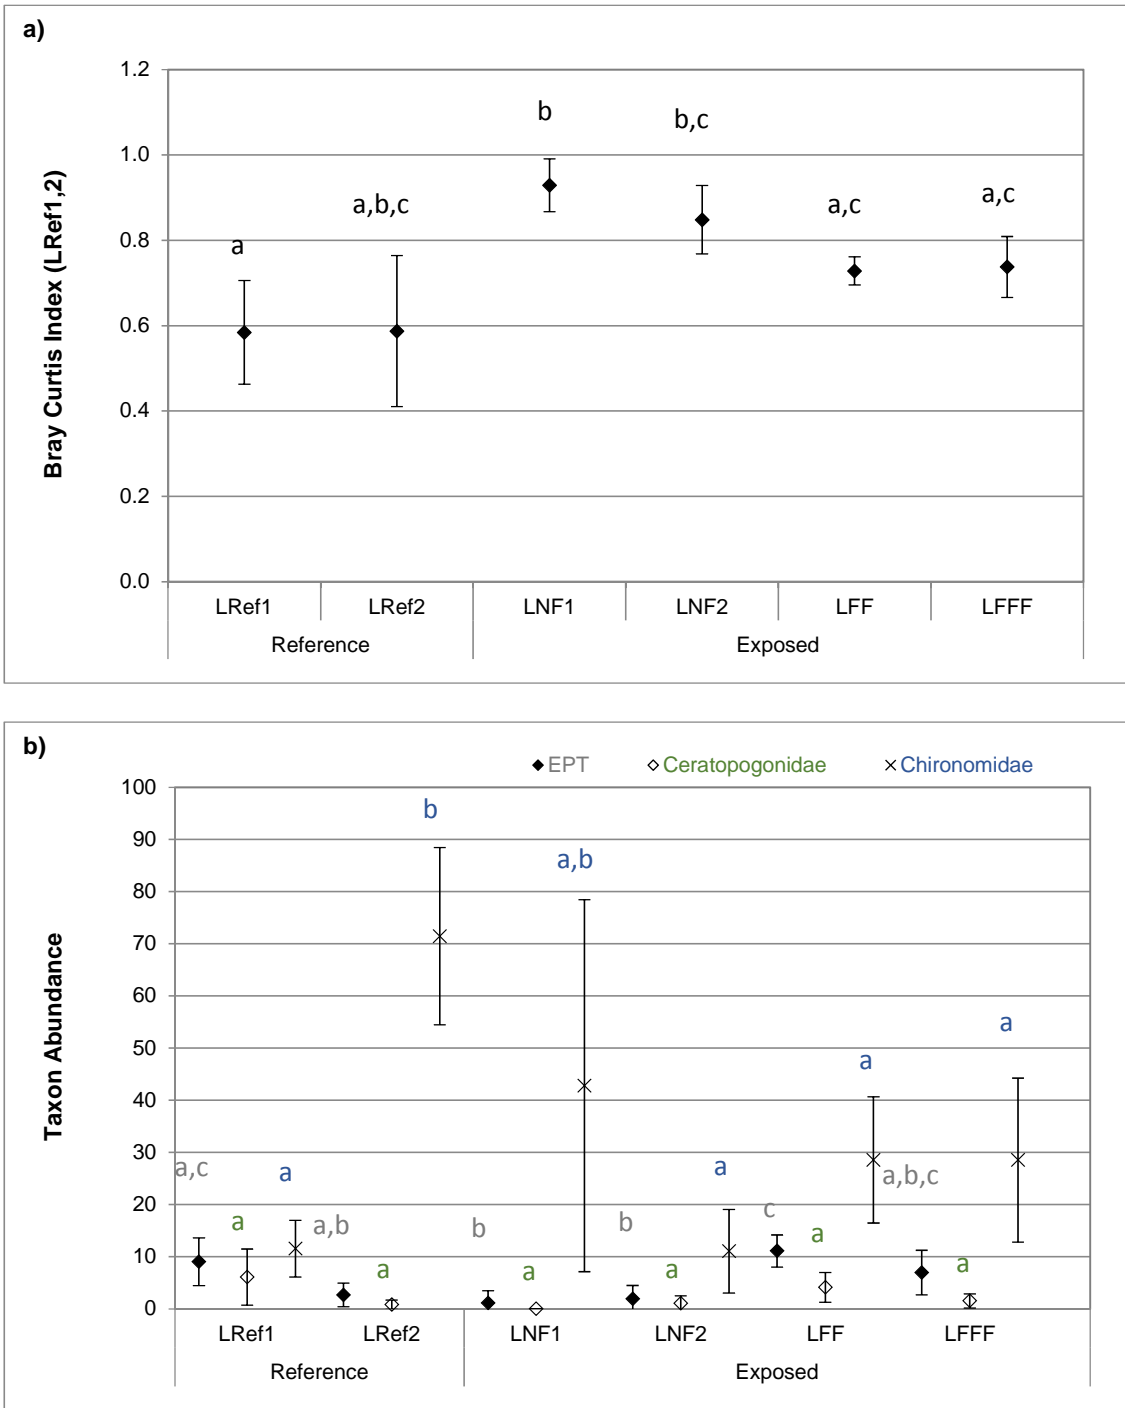 a)
Bray Curtis Index (LRef1,2)
1.2
1.0
0.8
0.6
0.4
0.2
0.0
a
a,b,c
b
b,c
a,c
a,c
LRef1 LRef2 LNF1 LNF2 LFF LFFF
Reference Exposed
b)
EPT Ceratopogonidae Chironomidae
Taxon Abundance
100
90
80
70
60
50
40
30
20
10
0
a,c
a
a
a,b
a
b
b
a
a,b
b
a
a
c
a
a
a,b,c
a
a
LRef1 LRef2 LNF1 LNF2 LFF LFFF
Reference Exposed